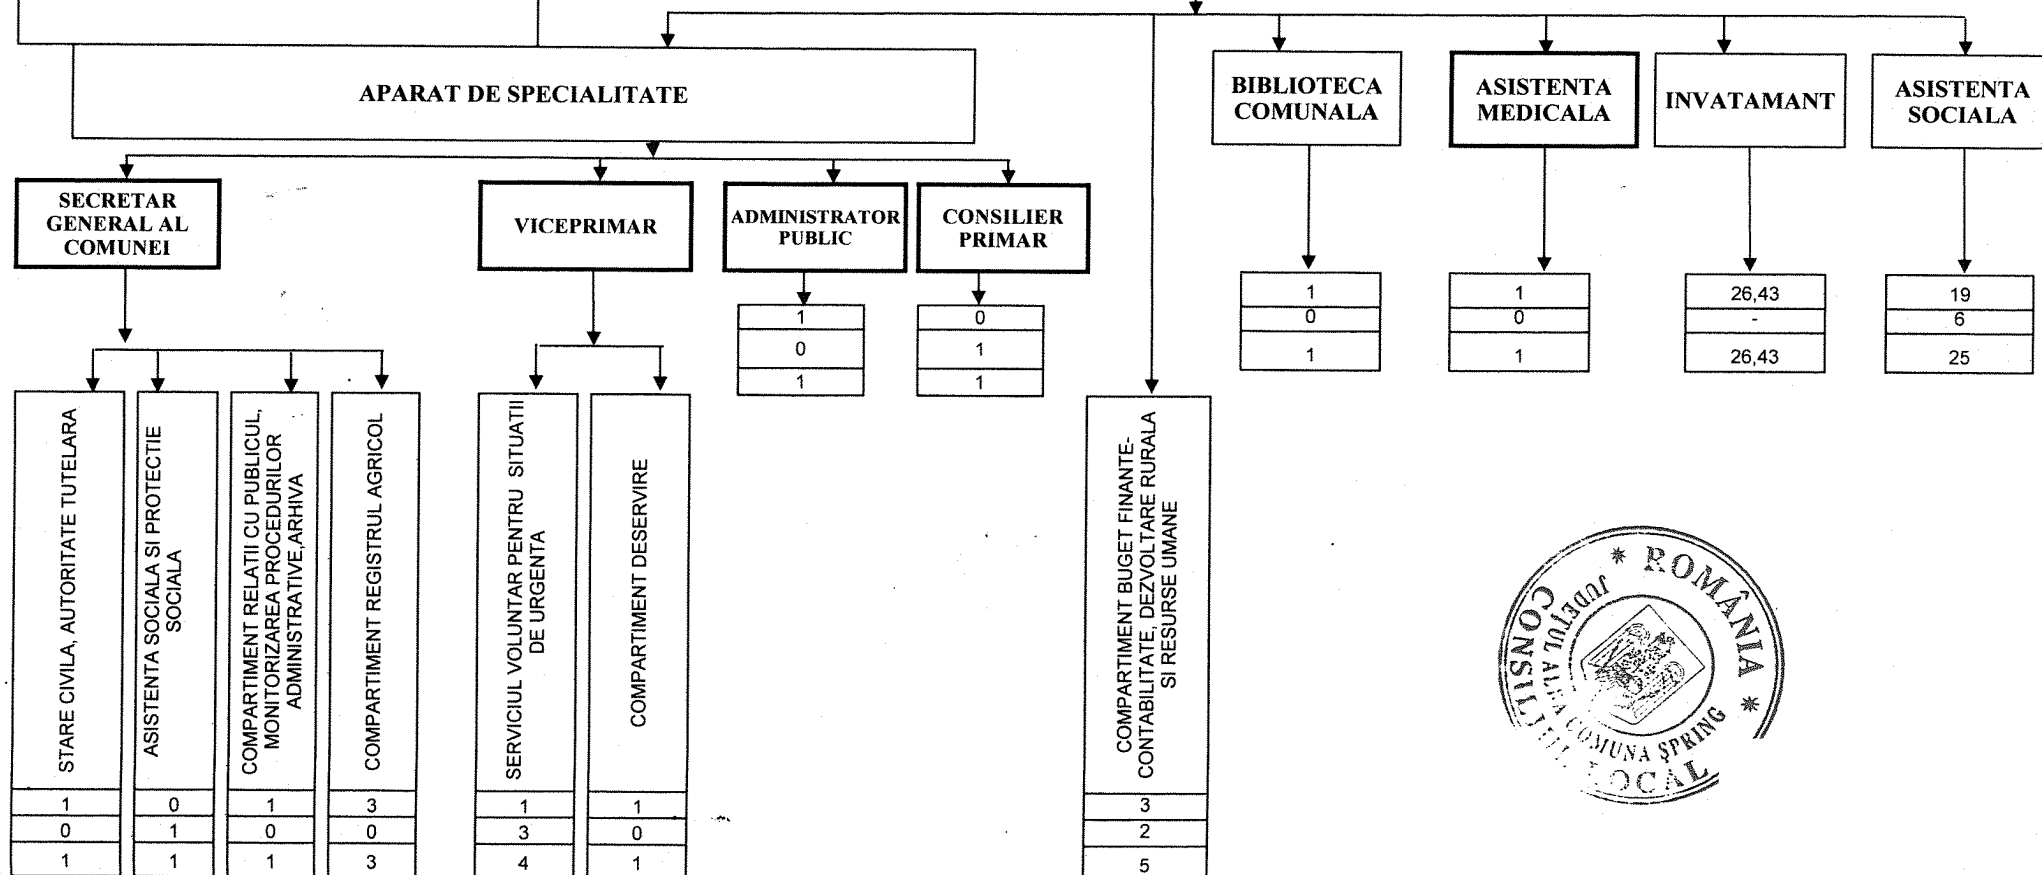 APARAT DE SPECIALITATE
BIBLIOTECA
COMUNALA
ASISTENTA
MEDICALA
INVATAMANT
ASISTENTA
SOCIALA
SECRETAR
GENERAL AL
COMUNEI
VICEPRIMAR
ADMINISTRATOR
PUBLIC
CONSILIER
PRIMAR
1
0
1
0
1
1
1
0
1
1
0
1
26,43
-
26,43
19
6
25
STARE CIVILA, AUTORITATE TUTELARA
1
0
1
ASISTENTA SOCIALA SI PROTECTIE
SOCIALA
0
1
1
COMPARTIMENT RELATII CU PUBLICUL,
MONITORIZAREA PROCEDURILOR
ADMINISTRATIVE,ARHIVA
1
0
1
COMPARTIMENT REGISTRUL AGRICOL
3
0
3
SERVICIUL VOLUNTAR PENTRU SITUATII
DE URGENTA
1
3
4
COMPARTIMENT DESERVIRE
1
0
1
COMPARTIMENT BUGET FINANTE-
CONTABILITATE, DEZVOLTARE RURALA
SI RESURSE UMANE
3
2
5
* ROMÂNIA *
JUDEŢUL ALBA COMUNA ŞPRING
LOCAL